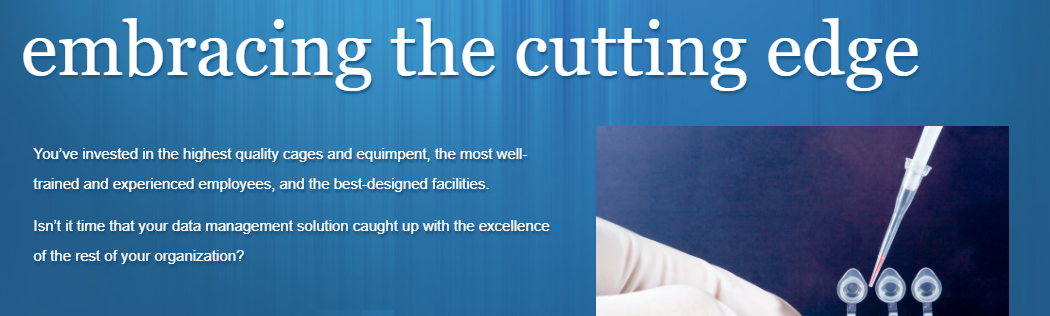 embracing the cutting edge
You’ve invested in the highest quality cages and equimpent, the most well-
trained and experienced employees, and the best-designed facilities.
Isn’t it time that your data management solution caught up with the excellence
of the rest of your organization?